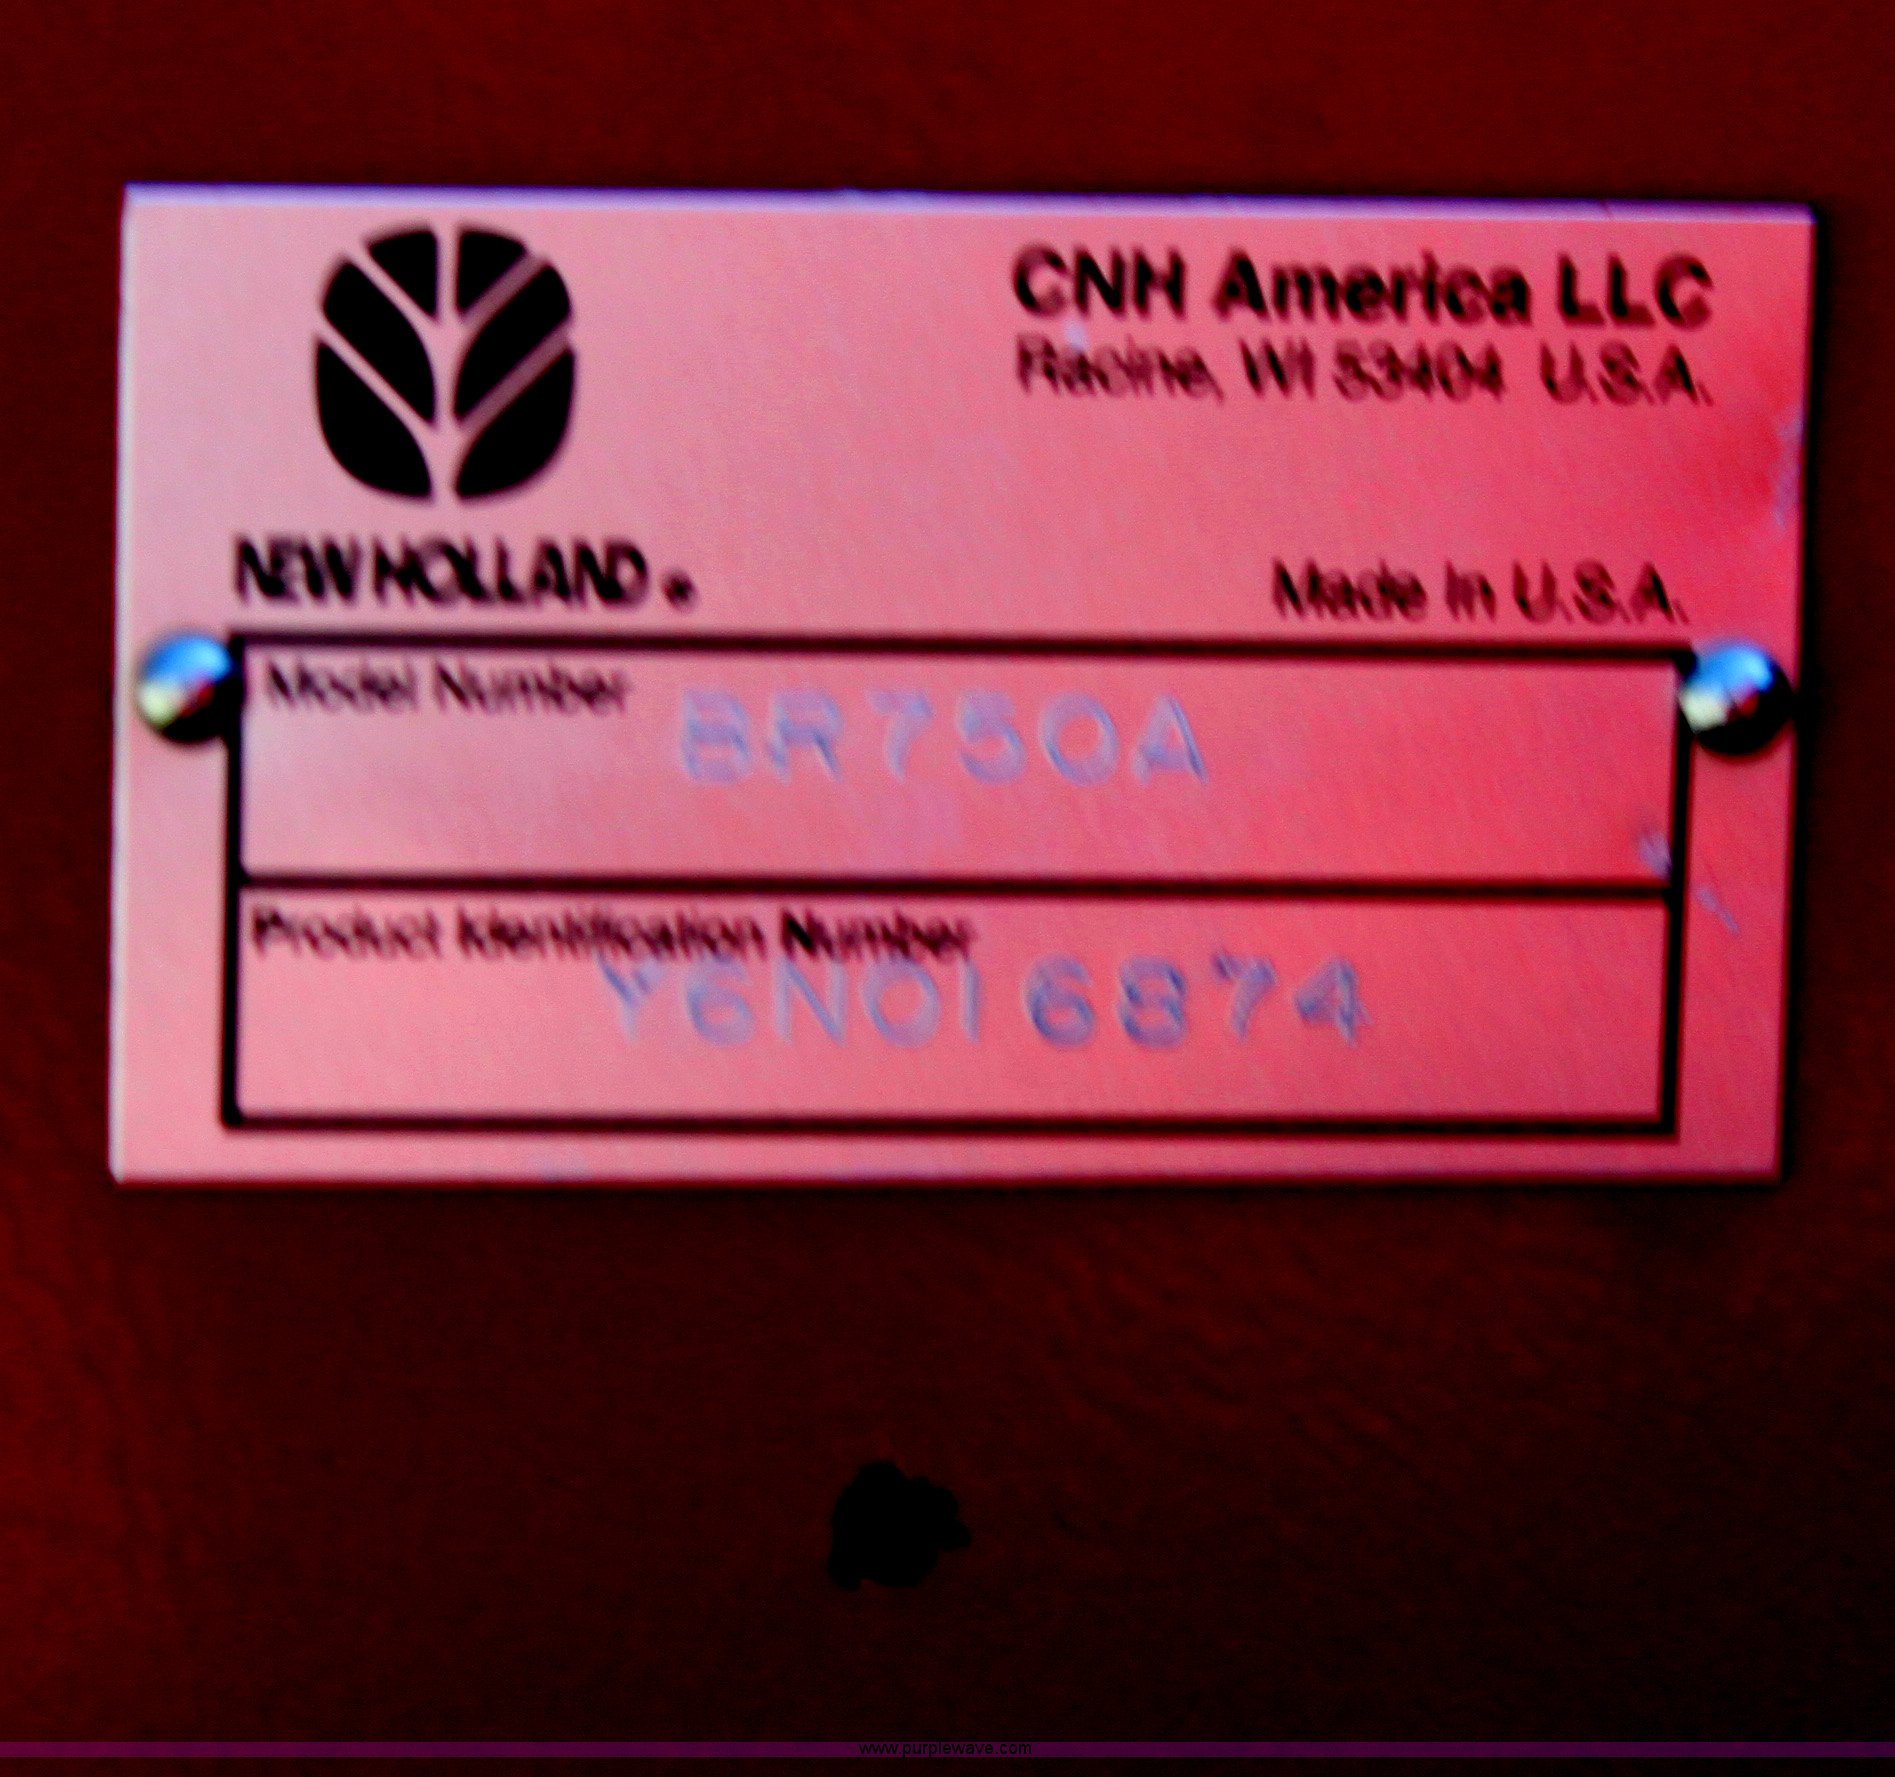 CNH America LLC
Racine, WI 53404 U.S.A.
NEW HOLLAND ®
Made In U.S.A.
Model Number BR750A
Product Identification Number
Y6N016874
www.purplewave.com